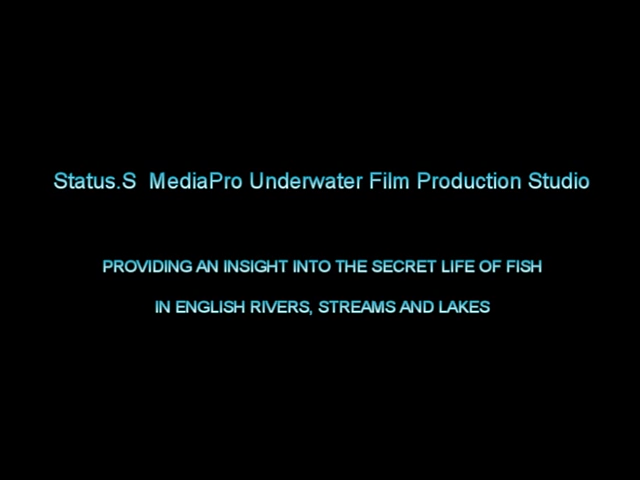 Status.S  MediaPro Underwater Film Production Studio
PROVIDING AN INSIGHT INTO THE SECRET LIFE OF FISH
IN ENGLISH RIVERS, STREAMS AND LAKES